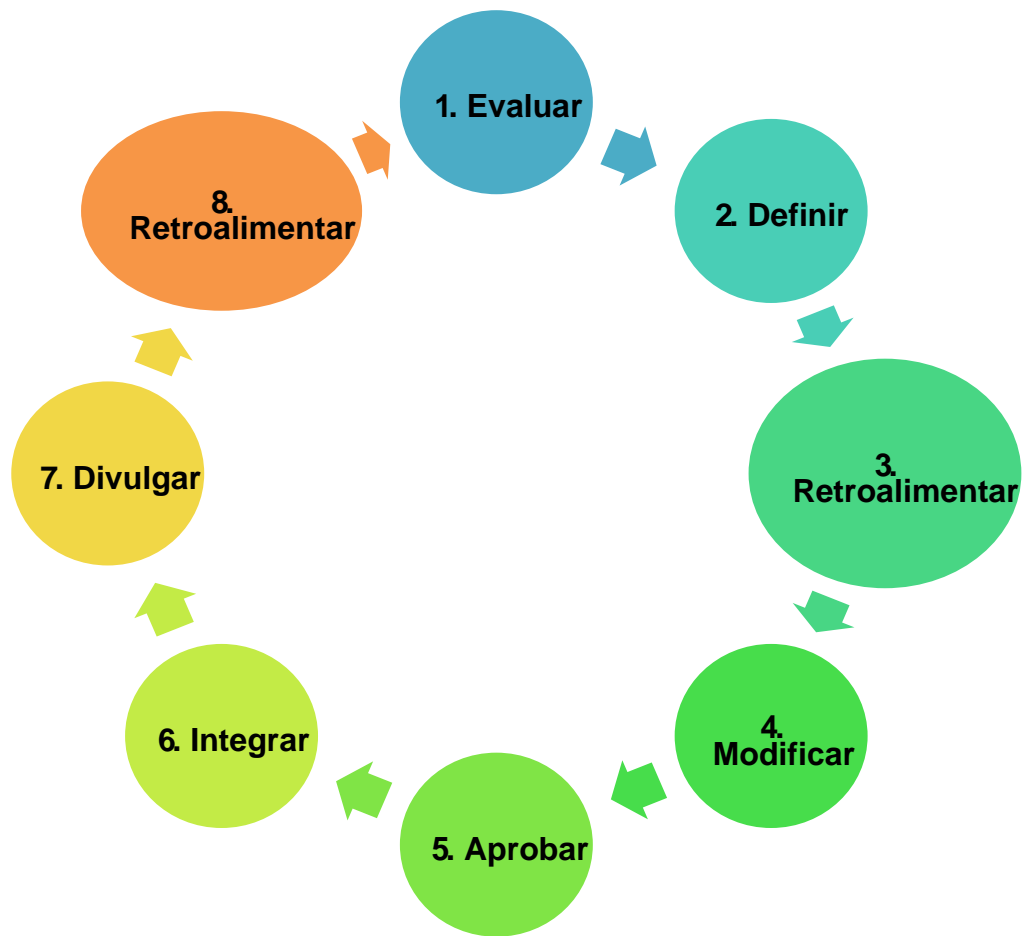 1. Evaluar
2. Definir
3.
Retroalimentar
4.
Modificar
5. Aprobar
6. Integrar
7. Divulgar
8.
Retroalimentar